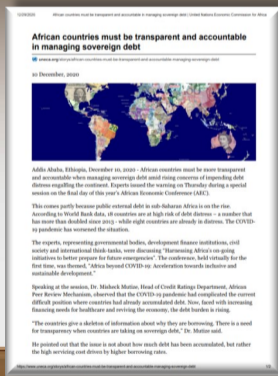 African countries must be transparent and accountable in managing sovereign debt | United Nations Economic Commission for Africa
African countries must be transparent and accountable
in managing sovereign debt
10 December, 2020
Addis Ababa, Ethiopia, December 10, 2020 - African countries must be more transparent
and accountable when managing sovereign debt amid rising concerns of impending debt
distress engulfing the continent. Experts issued the warning on Thursday during a special
session on the final day of this year's African Economic Conference (AEC).
This comes partly because public external debt in sub-Saharan Africa is on the rise.
According to World Bank data, 18 countries are at high risk of debt distress – a number that
has more than doubled since 2013 - while eight countries are already in distress. The COVID-
19 pandemic has worsened the situation.
The experts, representing governmental bodies, development finance institutions, civil
society and international think-tanks, were discussing "Harnessing Africa's on-going
initiatives to better prepare for future emergencies". The conference, held virtually for the
first time, was themed, "Africa beyond COVID-19: Acceleration towards inclusive and
sustainable development."
Speaking at the session, Dr. Misheck Mutize, Head of Credit Ratings Department, African
Peer Review Mechanism, observed that the COVID-19 pandemic had complicated the current
difficult position where countries had already accumulated debt. Now, faced with increasing
financing needs for healthcare and reviving the economy, the debt burden is rising.
"The countries give a skeleton of information about why they are borrowing. There is a need
for transparency when countries are taking on sovereign debt," Dr. Mutize said.
He pointed out that the issue is not about how much debt has been accumulated, but rather
the high servicing cost driven by higher borrowing rates.